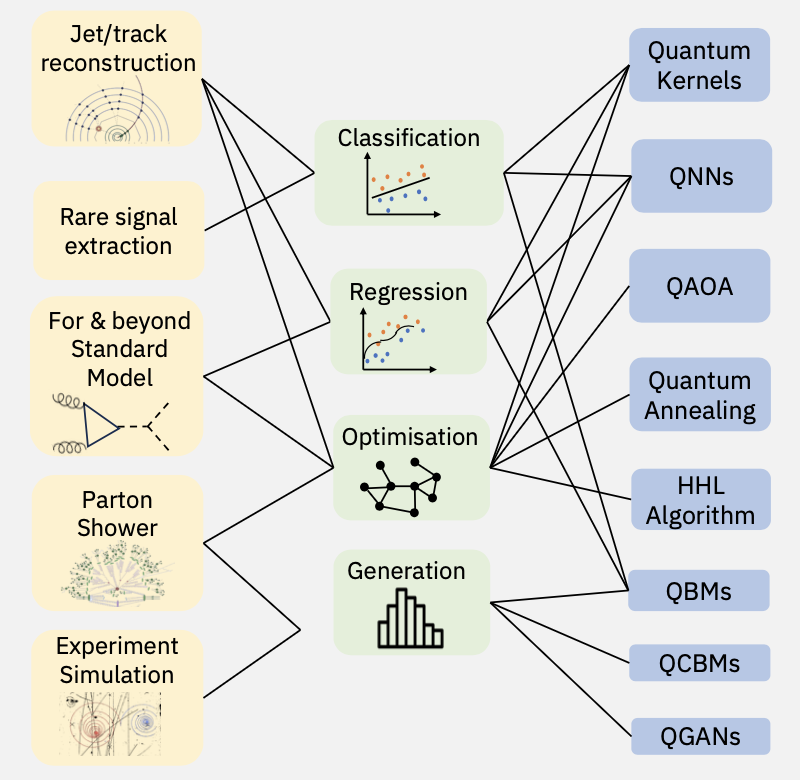 Jet/track
reconstruction
Rare signal
extraction
For & beyond
Standard
Model
Parton
Shower
Experiment
Simulation
Classification
Regression
Optimisation
Generation
Quantum
Kernels
QNNs
QAOA
Quantum
Annealing
HHL
Algorithm
QBMs
QCBMs
QGANs